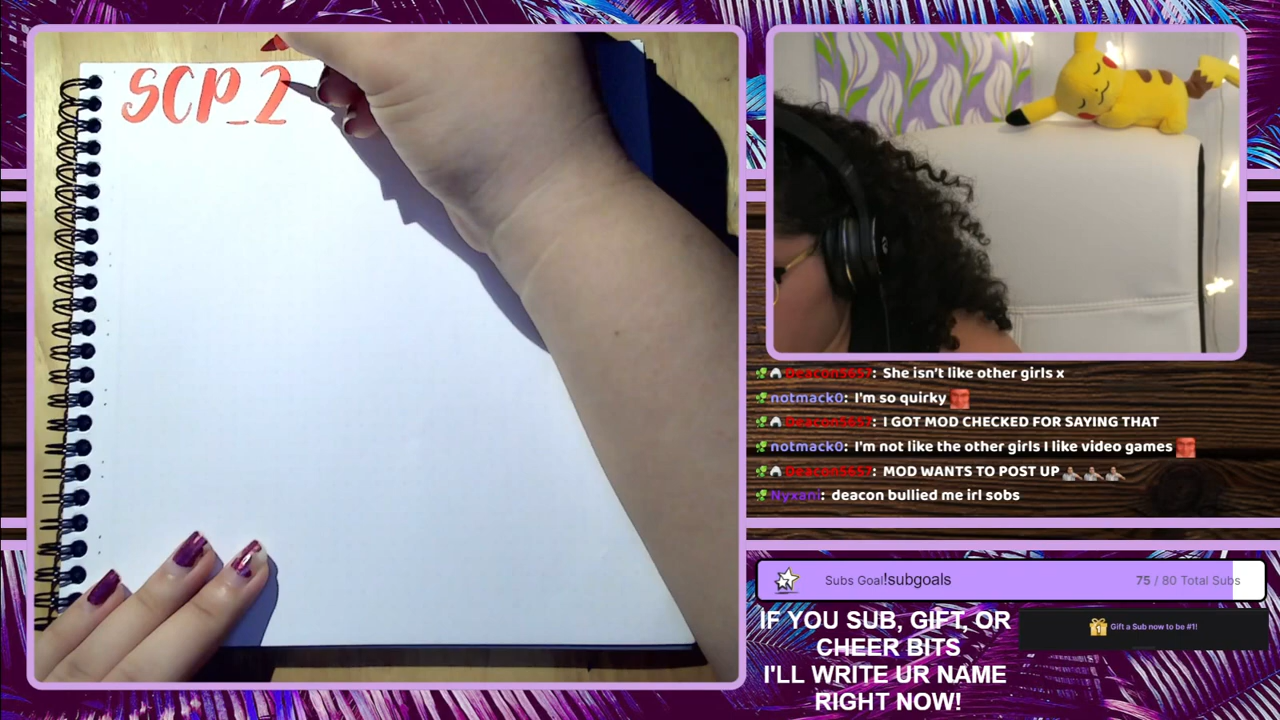 SCP_2
Deacon5657: She isn't like other girls x
notmack0: I'm so quirky
Deacon5657: I GOT MOD CHECKED FOR SAYING THAT
notmack0: I'm not like the other girls I like video games
Deacon5657: MOD WANTS TO POST UP
Nyxani: deacon bullied me irl sobs
Subs Goal!subgoals 75 / 80 Total Subs
IF YOU SUB, GIFT, OR
CHEER BITS
I'LL WRITE UR NAME
RIGHT NOW!
1 Gift a Sub now to be #1!